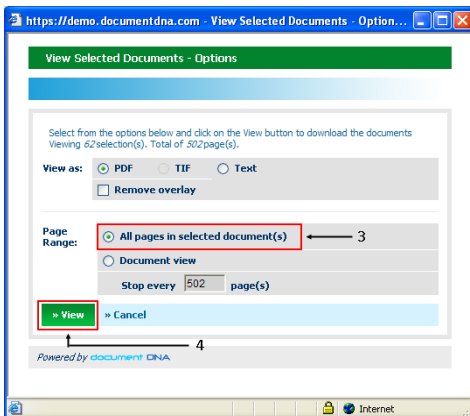 https://demo.documentdna.com - View Selected Documents - Option...
View Selected Documents - Options
Select from the options below and click on the View button to download the documents
Viewing 62 selection(s). Total of 502 page(s).
View as: PDF TIF Text
Remove overlay
Page Range: All pages in selected document(s) 3
Document view
Stop every 502 page(s)
» View » Cancel
4
Powered by document DNA
Internet